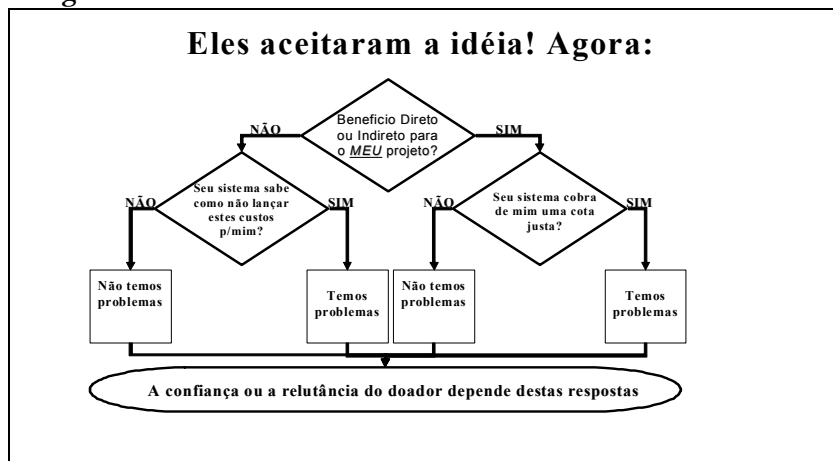 Eles aceitaram a idéia! Agora:
Beneficio Direto
ou Indireto para
o MEU projeto?
NÃO
SIM
Seu sistema sabe
como não lançar
estes custos
p/mim?
NÃO
SIM
Seu sistema cobra
de mim uma cota
justa?
NÃO
SIM
Não temos
problemas
Temos
problemas
Não temos
problemas
Temos
problemas
A confiança ou a relutância do doador depende destas respostas